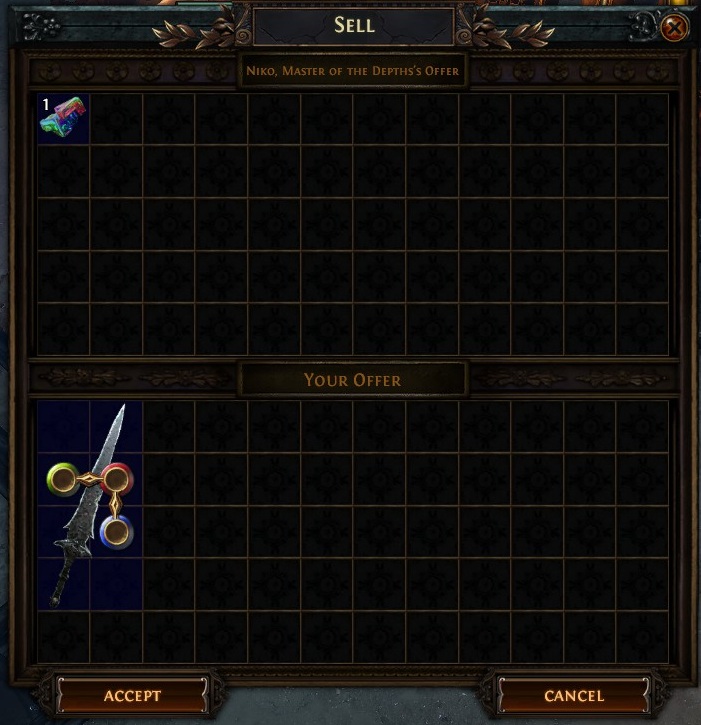 Sell
Niko, Master of the Depths's Offer
1
Your Offer
ACCEPT
CANCEL